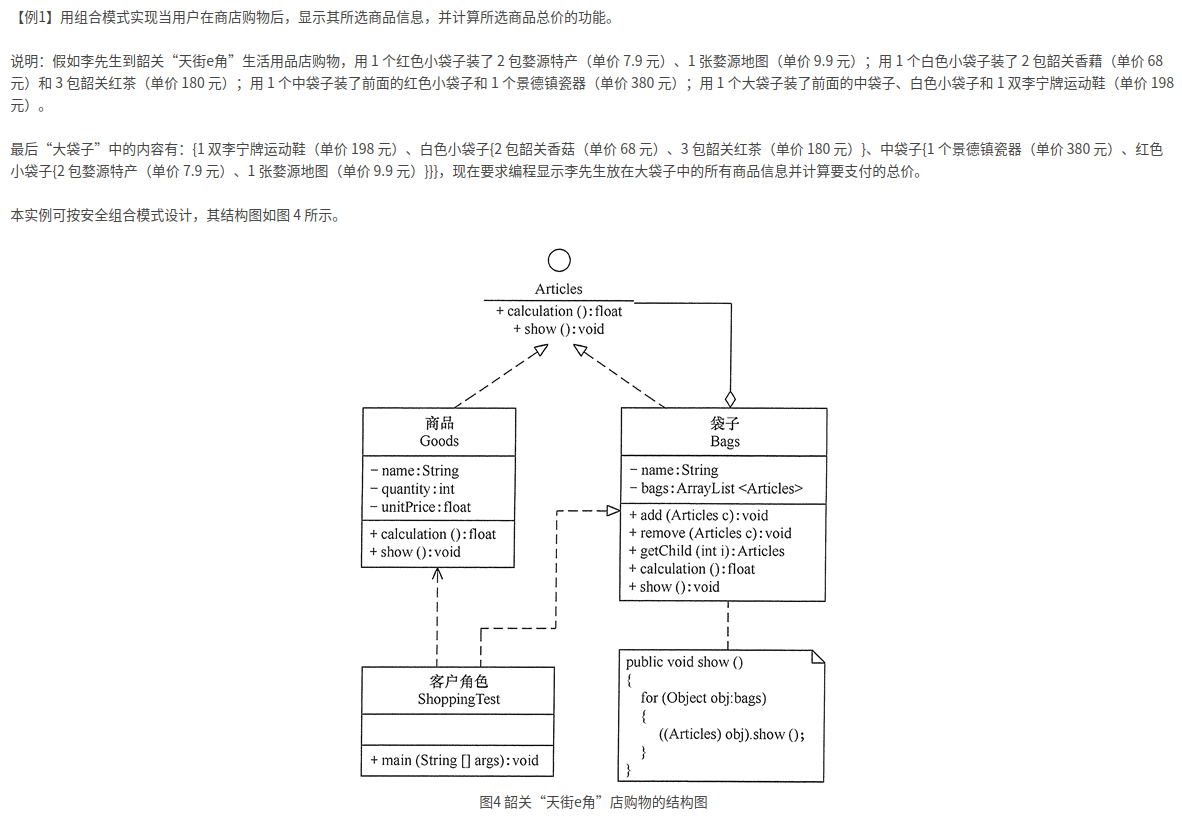 【例1】用组合模式实现当用户在商店购物后，显示其所选商品信息，并计算所选商品总价的功能。
说明：假如李先生到韶关“天街e角”生活用品店购物，用 1 个红色小袋子装了 2 包婺源特产（单价 7.9 元）、1 张婺源地图（单价 9.9 元）；用 1 个白色小袋子装了 2 包韶关香藉（单价 68
元）和 3 包韶关红茶（单价 180 元）；用 1 个中袋子装了前面的红色小袋子和 1 个景德镇瓷器（单价 380 元）；用 1 个大袋子装了前面的中袋子、白色小袋子和 1 双李宁牌运动鞋（单价 198
元）。
最后“大袋子”中的内容有：{1 双李宁牌运动鞋（单价 198 元）、白色小袋子{2 包韶关香菇（单价 68 元）、3 包韶关红茶（单价 180 元）}、中袋子{1 个景德镇瓷器（单价 380 元）、红色
小袋子{2 包婺源特产（单价 7.9 元）、1 张婺源地图（单价 9.9 元）}}}，现在要求编程显示李先生放在大袋子中的所有商品信息并计算要支付的总价。
本实例可按安全组合模式设计，其结构图如图 4 所示。
Articles
+ calculation ():float
+ show ():void
商品
Goods
- name:String
- quantity:int
- unitPrice:float
+ calculation ():float
+ show ():void
袋子
Bags
- name:String
- bags:ArrayList <Articles>
+ add (Articles c):void
+ remove (Articles c):void
+ getChild (int i):Articles
+ calculation ():float
+ show ():void
客户角色
ShoppingTest
+ main (String [] args):void
public void show ()
{
for (Object obj:bags)
{
((Articles) obj).show ();
}
}
图4 韶关“天街e角”店购物的结构图